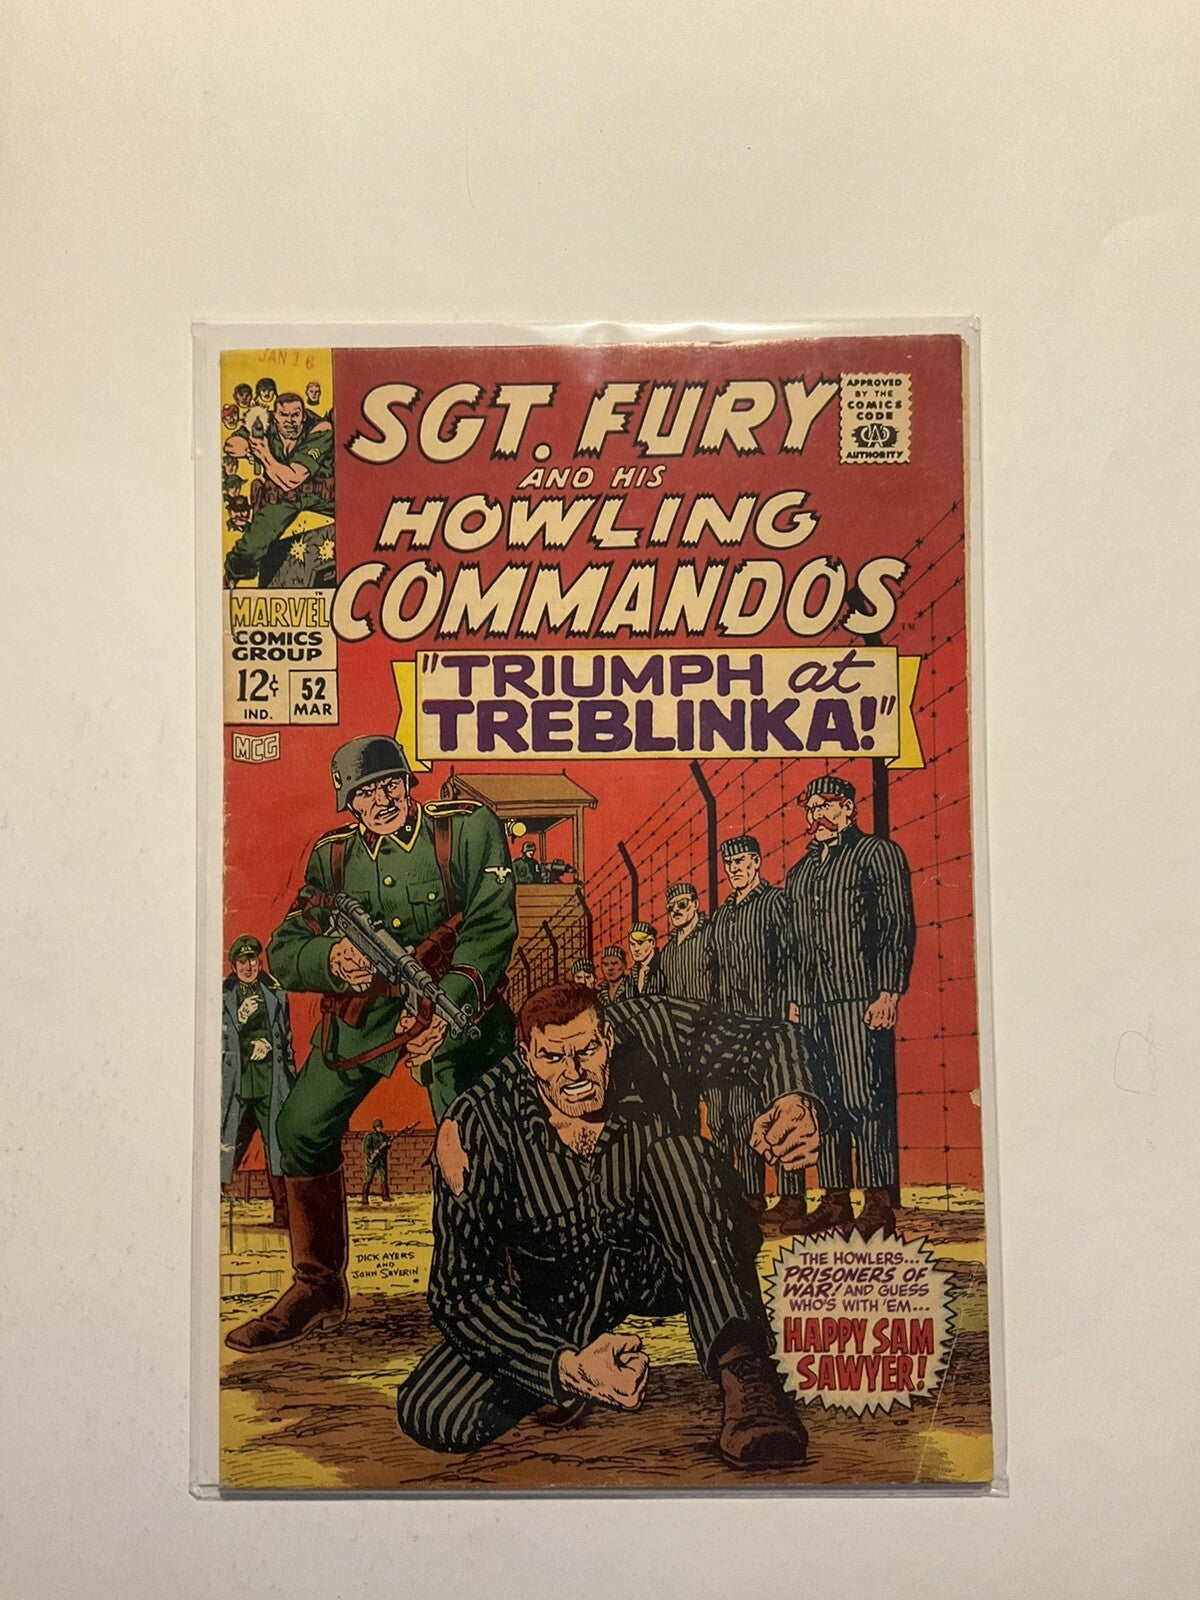 JAN 16
SGT. FURY
AND HIS
HOWLING
COMMANDOS
TM
APPROVED
BY THE
COMICS
CODE
CA
AUTHORITY
MARVEL
COMICS
GROUP
12¢
IND.
52
MAR
MCG
"TRIUMPH at
TREBLINKA!"
DICK AYERS
AND
JOHN SEVERIN
THE HOWLERS...
PRISONERS OF
WAR! AND GUESS
WHO'S WITH 'EM...
HAPPY SAM
SAWYER!